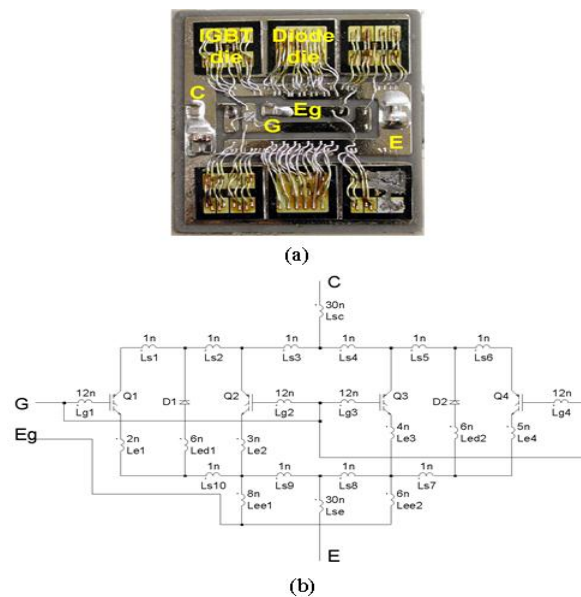 IGBT die
Diode die
C
Eg
G
E
(a)
C
30n
Lsc
1n 1n 1n 1n 1n 1n
Ls1 Ls2 Ls3 Ls4 Ls5 Ls6
G 12n Q1 D1 Q2 12n 12n Q3 D2 Q4 12n
Lg1 Lg2 Lg3 Lg4
Eg 2n 6n 3n 4n 6n 5n
Le1 Led1 Le2 Le3 Led2 Le4
1n 1n 1n 1n
Ls10 Ls9 Ls8 Ls7
8n 30n 6n
Lee1 Lse Lee2
E
(b)